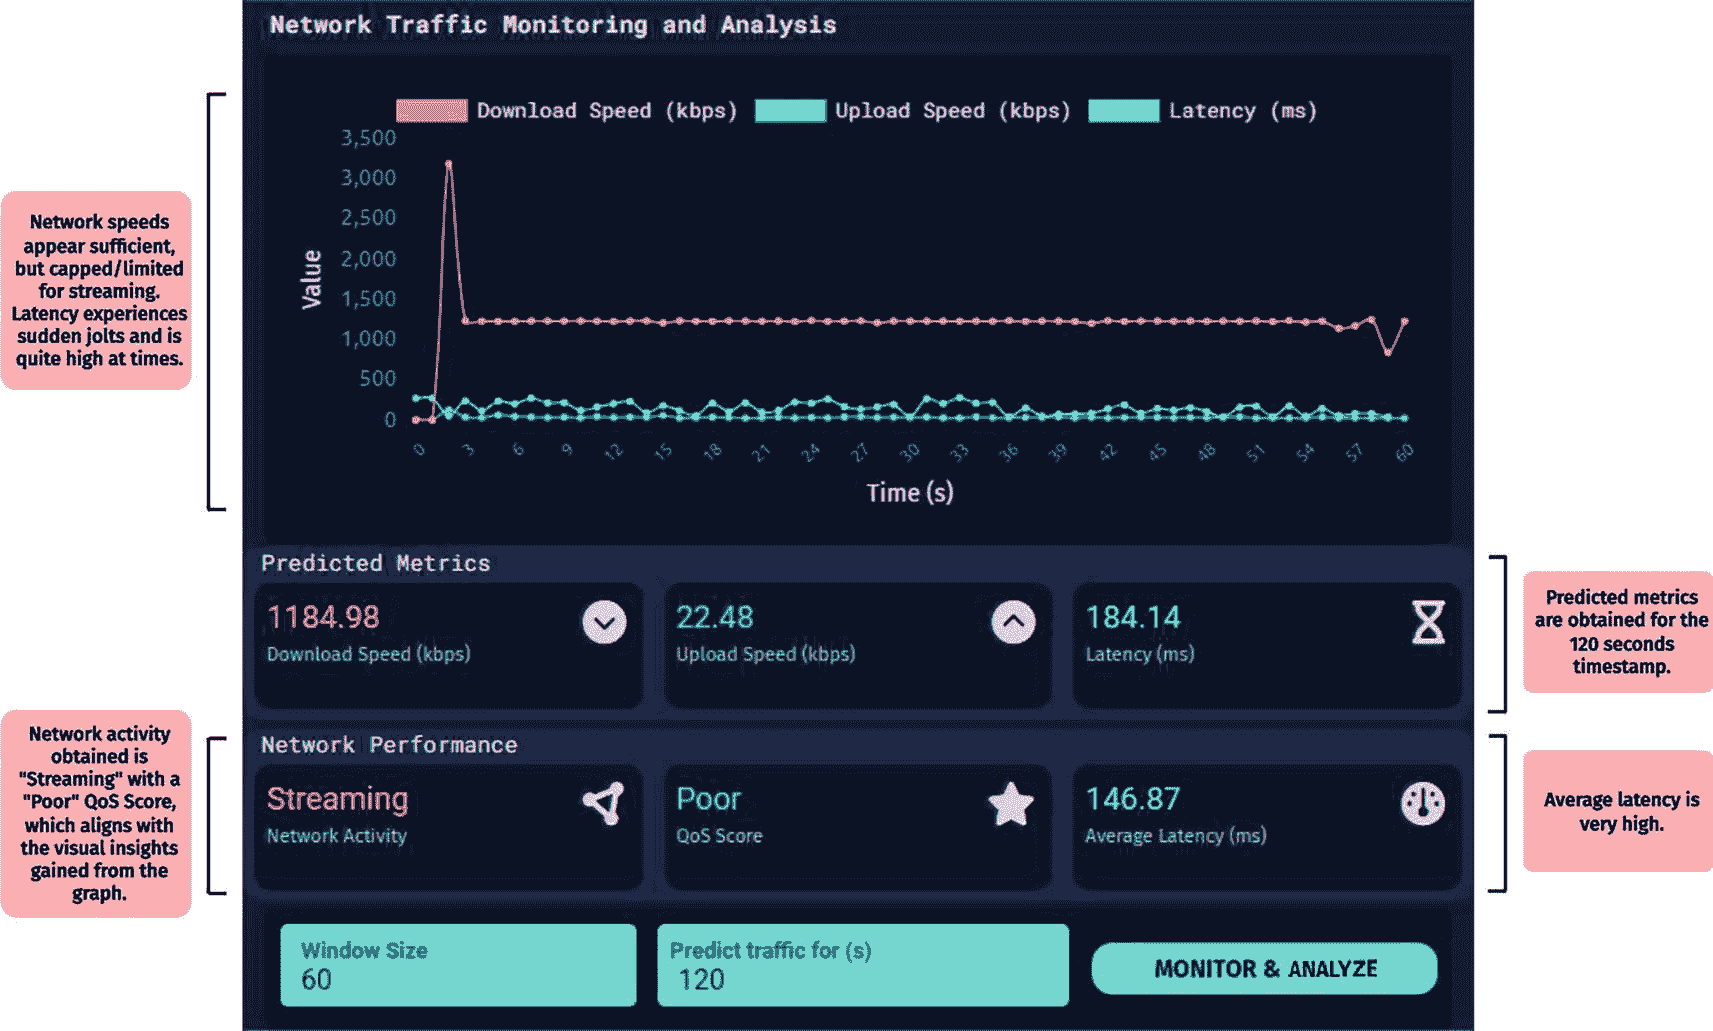 Network Traffic Monitoring and Analysis
Download Speed (kbps) Upload Speed (kbps) Latency (ms)
3,500
3,000
2,500
2,000
1,500
1,000
500
0
Value
0 3 6 9 12 15 18 21 24 27 30 33 36 39 42 45 48 51 54 57 60
Time (s)
Network speeds
appear sufficient,
but capped/limited
for streaming.
Latency experiences
sudden jolts and is
quite high at times.
Predicted Metrics
1184.98
Download Speed (kbps)
22.48
Upload Speed (kbps)
184.14
Latency (ms)
Predicted metrics
are obtained for the
120 seconds
timestamp.
Network activity
obtained is
"Streaming" with a
"Poor" QoS Score,
which aligns with
the visual insights
gained from the
graph.
Network Performance
Streaming
Network Activity
Poor
QoS Score
146.87
Average Latency (ms)
Average latency is
very high.
Window Size
60
Predict traffic for (s)
120
MONITOR & ANALYZE